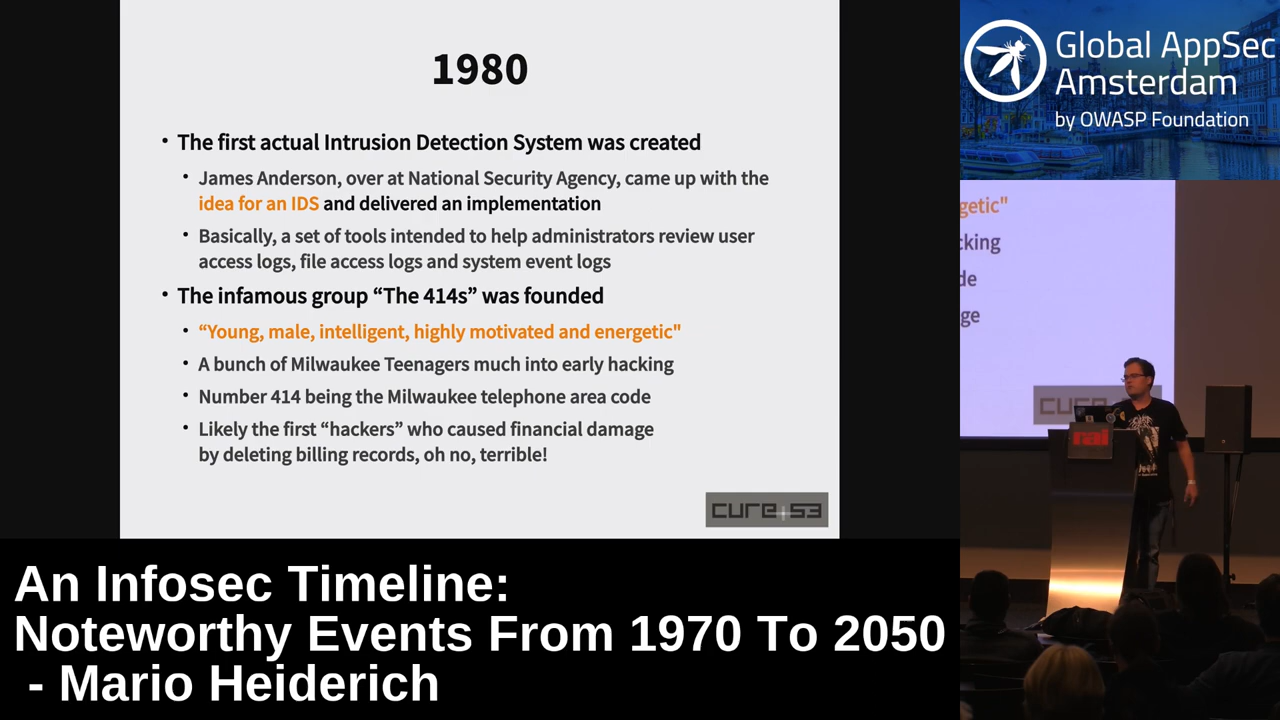 1980
• The first actual Intrusion Detection System was created
• James Anderson, over at National Security Agency, came up with the
idea for an IDS and delivered an implementation
• Basically, a set of tools intended to help administrators review user
access logs, file access logs and system event logs
• The infamous group “The 414s” was founded
• “Young, male, intelligent, highly motivated and energetic"
• A bunch of Milwaukee Teenagers much into early hacking
• Number 414 being the Milwaukee telephone area code
• Likely the first “hackers” who caused financial damage
by deleting billing records, oh no, terrible!
cure53
An Infosec Timeline:
Noteworthy Events From 1970 To 2050
- Mario Heiderich
Global AppSec
Amsterdam
by OWASP Foundation
getic"
cking
de
ge
cure53
rai